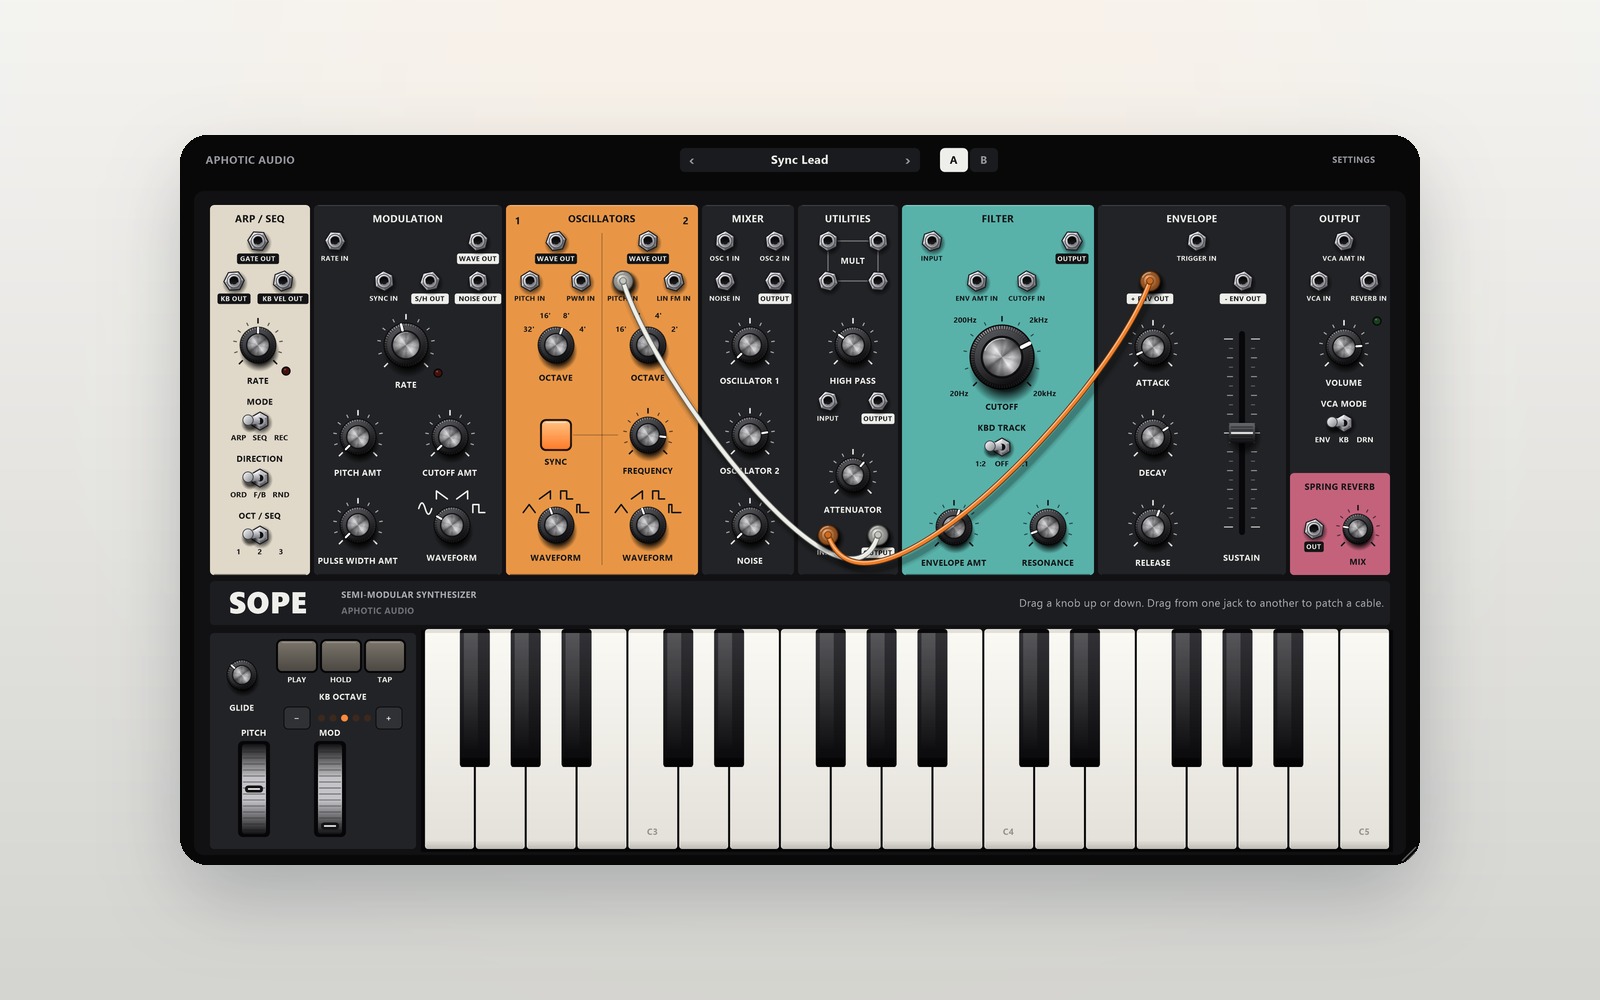 APHOTIC AUDIO
‹ Sync Lead ›
A B
SETTINGS
ARP / SEQ
GATE OUT
KB OUT KB VEL OUT
RATE
MODE
ARP SEQ REC
DIRECTION
ORD F/B RND
OCT / SEQ
1 2 3
MODULATION
RATE IN WAVE OUT
SYNC IN S/H OUT NOISE OUT
RATE
PITCH AMT CUTOFF AMT
PULSE WIDTH AMT WAVEFORM
1 OSCILLATORS 2
WAVE OUT WAVE OUT
PITCH IN PWM IN PITCH IN LIN FM IN
32' 16' 8' 4' 16' 4' 2'
OCTAVE OCTAVE
SYNC FREQUENCY
WAVEFORM WAVEFORM
MIXER
OSC 1 IN OSC 2 IN
NOISE IN OUTPUT
OSCILLATOR 1
OSCILLATOR 2
NOISE
UTILITIES
MULT
HIGH PASS
INPUT OUTPUT
ATTENUATOR
OUTPUT
FILTER
INPUT OUTPUT
ENV AMT IN CUTOFF IN
200Hz 2kHz
20Hz 20kHz
CUTOFF
KBD TRACK
1:2 OFF
ENVELOPE AMT RESONANCE
ENVELOPE
TRIGGER IN
+ ENV OUT - ENV OUT
ATTACK
DECAY
RELEASE SUSTAIN
OUTPUT
VCA AMT IN
VCA IN REVERB IN
VOLUME
VCA MODE
ENV KB DRN
SPRING REVERB
OUT
MIX
SOPE
SEMI-MODULAR SYNTHESIZER
APHOTIC AUDIO
Drag a knob up or down. Drag from one jack to another to patch a cable.
PLAY HOLD TAP
GLIDE
KB OCTAVE
- +
PITCH MOD
C3 C4 C5